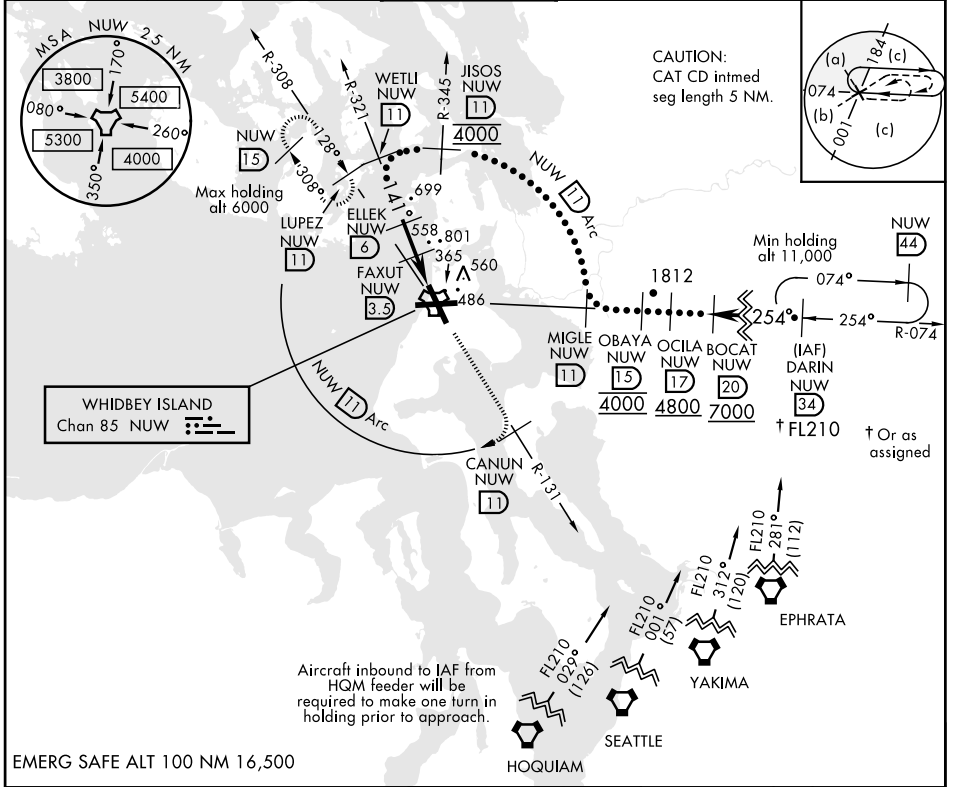 MSA NUW 25 NM
3800
170°
5400
080°
5300
260°
4000
350°
R-308
R-321
R-345
WETLI
NUW
11
JISOS
NUW
11
4000
CAUTION:
CAT CD intmed
seg length 5 NM.
(a)
184
(c)
074
(b)
001
(c)
NUW
15
Max holding
alt 6000
128°
308°
LUPEZ
NUW
11
141°
699
ELLEK
NUW
6
558
801
365
560
FAXUT
NUW
3.5
486
NUW 11 Arc
1812
Min holding
alt 11,000
NUW
44
074°
254°
254°
R-074
MIGLE
NUW
11
OBAYA
NUW
15
4000
OCILA
NUW
17
4800
BOCAT
NUW
20
7000
(IAF)
DARIN
NUW
34
† FL210
† Or as
assigned
WHIDBEY ISLAND
Chan 85 NUW
NUW 11 Arc
CANUN
NUW
11
R-131
FL210
281°
(112)
EPHRATA
FL210
312°
(120)
YAKIMA
FL210
001°
(57)
SEATTLE
FL210
029°
(126)
HOQUIAM
Aircraft inbound to IAF from
HQM feeder will be
required to make one turn in
holding prior to approach.
EMERG SAFE ALT 100 NM 16,500